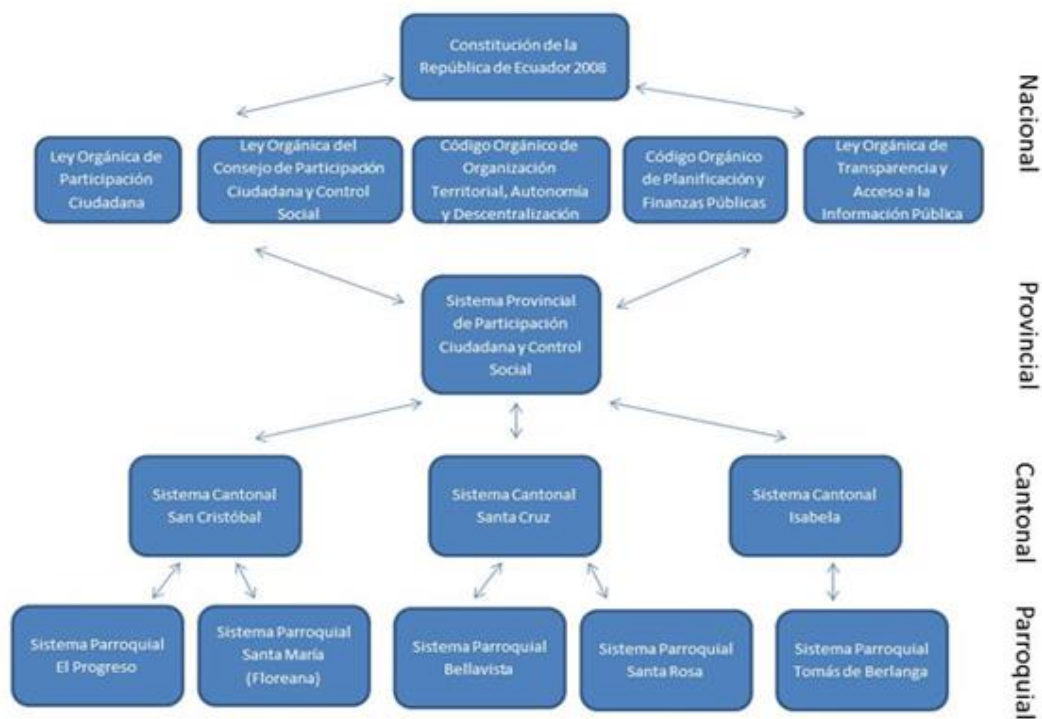 Constitución de la
República de Ecuador 2008
Nacional
Ley Orgánica de
Participación
Ciudadana
Ley Orgánica del
Consejo de Participación
Ciudadana y Control
Social
Código Orgánico de
Organización
Territorial, Autonomía
y Descentralización
Código Orgánico
de Planificación y
Finanzas Públicas
Ley Orgánica de
Transparencia y
Acceso a la
Información Pública
Provincial
Sistema Provincial
de Participación
Ciudadana y Control
Social
Cantonal
Sistema Cantonal
San Cristóbal
Sistema Cantonal
Santa Cruz
Sistema Cantonal
Isabela
Parroquial
Sistema Parroquial
El Progreso
Sistema Parroquial
Santa María
(Floreana)
Sistema Parroquial
Bellavista
Sistema Parroquial
Santa Rosa
Sistema Parroquial
Tomás de Berlanga